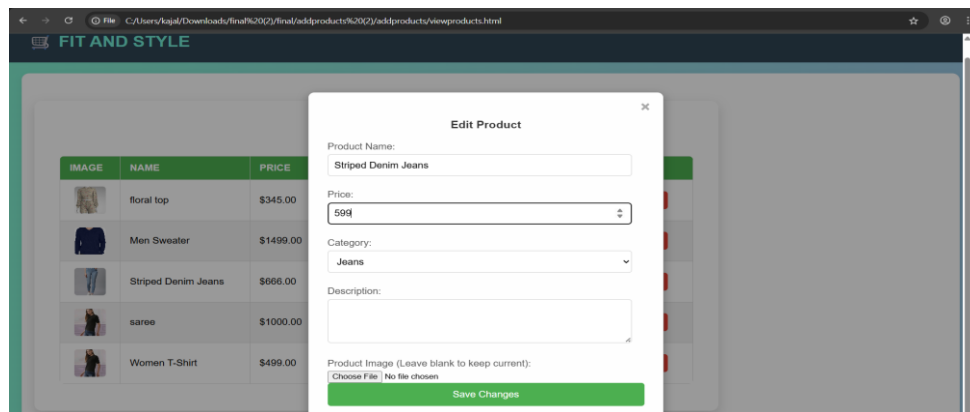 File C:/Users/kajal/Downloads/final%20(2)/final/addproducts%20(2)/addproducts/viewproducts.html
FIT AND STYLE
Edit Product
Product Name:
Striped Denim Jeans
Price:
599
Category:
Jeans
Description:
Product Image (Leave blank to keep current):
Choose File No file chosen
Save Changes
IMAGE NAME PRICE
floral top $345.00
Men Sweater $1499.00
Striped Denim Jeans $666.00
saree $1000.00
Women T-Shirt $499.00